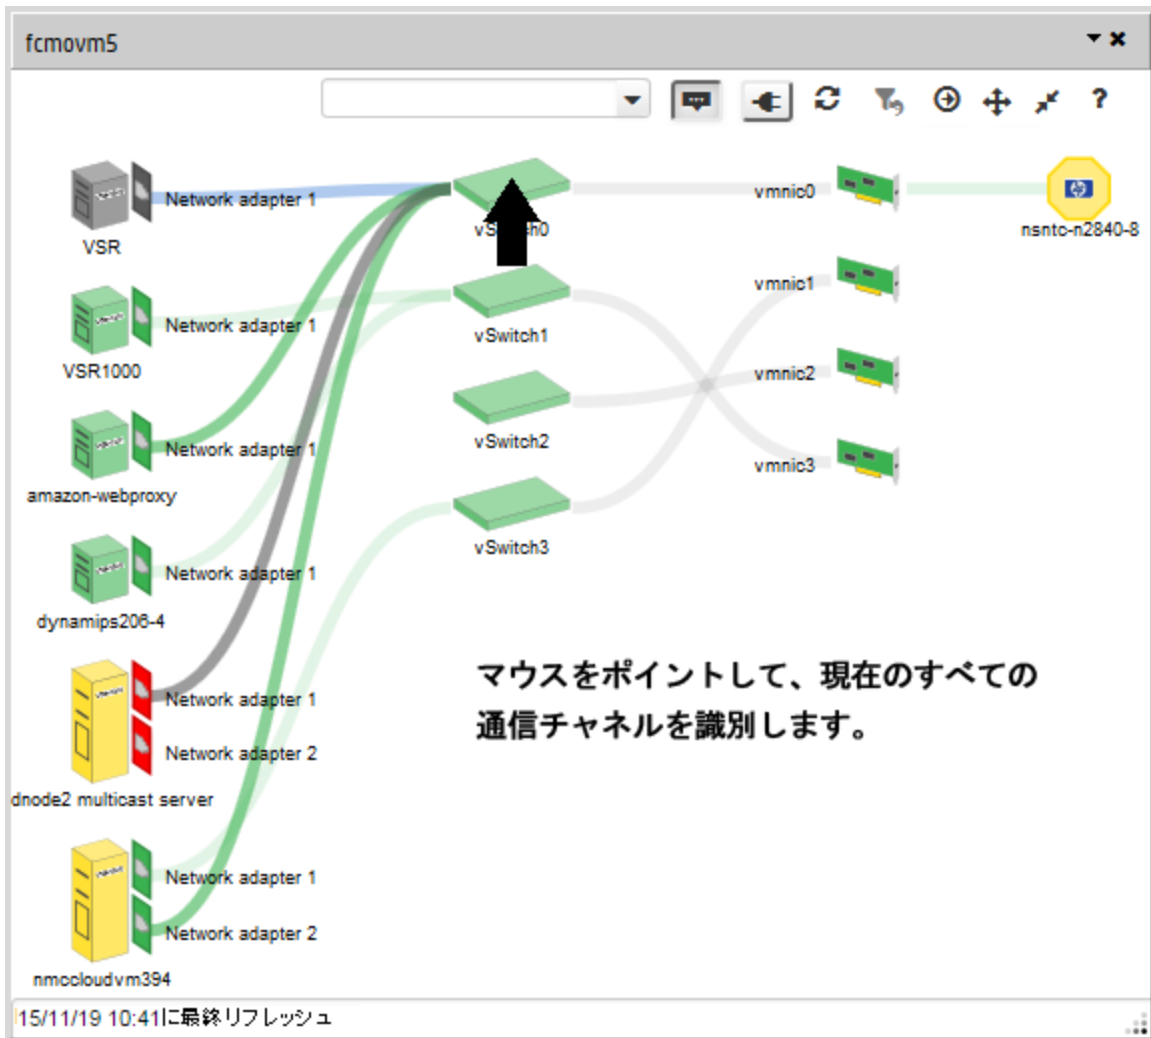 fcmovm5
?
Network adapter 1
VSR
Network adapter 1
VSR1000
Network adapter 1
amazon-webproxy
Network adapter 1
dynamips206-4
Network adapter 1
Network adapter 2
dnode2 multicast server
Network adapter 1
Network adapter 2
nmccloudvm394
vSwitch1
vSwitch2
vSwitch3
vmnic0
vmnic1
vmnic2
vmnic3
hp
nsntc-n2840-8
マウスをポイントして、現在のすべての
通信チャネルを識別します。
15/11/19 10:41に最終リフレッシュ